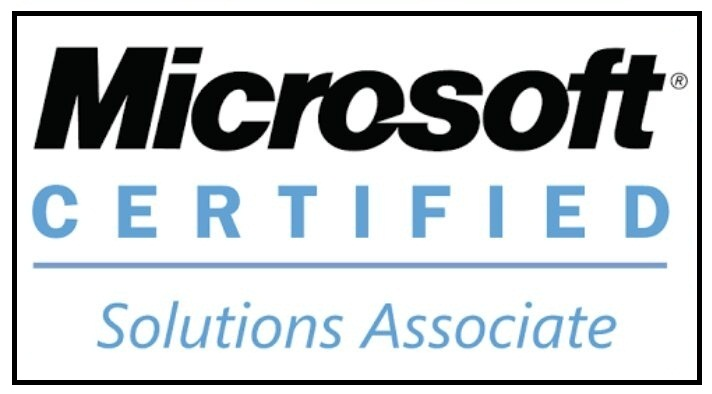 Microsoft®
CERTIFIED
Solutions Associate